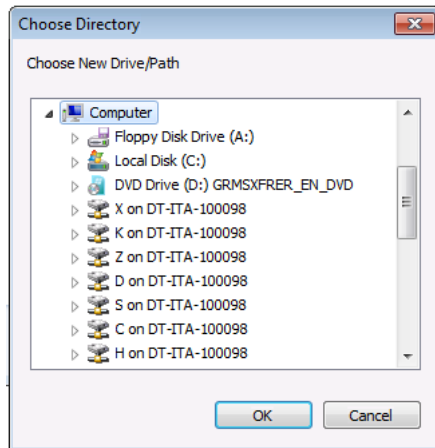 Choose Directory
Choose New Drive/Path
Computer
Floppy Disk Drive (A:)
Local Disk (C:)
DVD Drive (D:) GRMSXFRER_EN_DVD
X on DT-ITA-100098
K on DT-ITA-100098
Z on DT-ITA-100098
D on DT-ITA-100098
S on DT-ITA-100098
C on DT-ITA-100098
H on DT-ITA-100098
OK Cancel